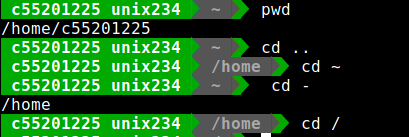 c55201225 unix234 ~ pwd
/home/c55201225
c55201225 unix234 ~ cd ..
c55201225 unix234 /home cd ~
c55201225 unix234 ~ cd -
/home
c55201225 unix234 /home cd /